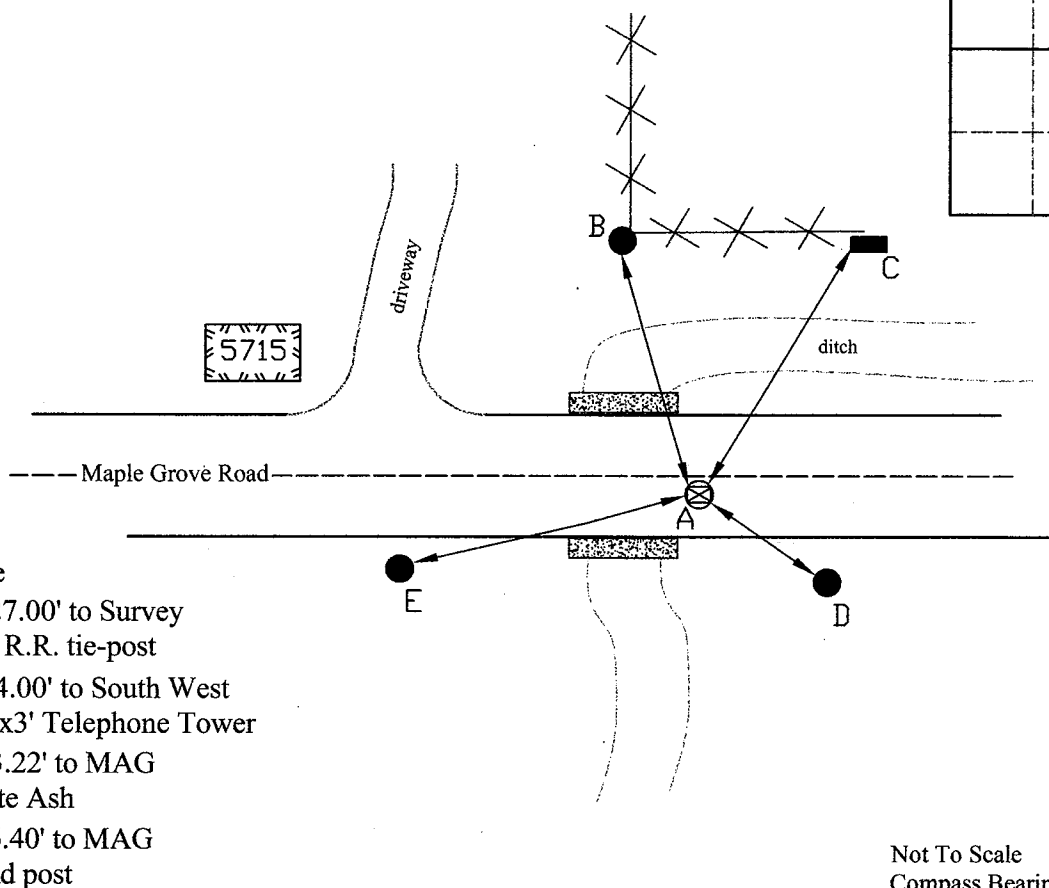 B
C
driveway
5715
ditch
Maple Grove Road
A
E
D
e
7.00' to Survey
R.R. tie-post
4.00' to South West
x3' Telephone Tower
.22' to MAG
te Ash
.40' to MAG
d post
Not To Scale
Compass Bearin